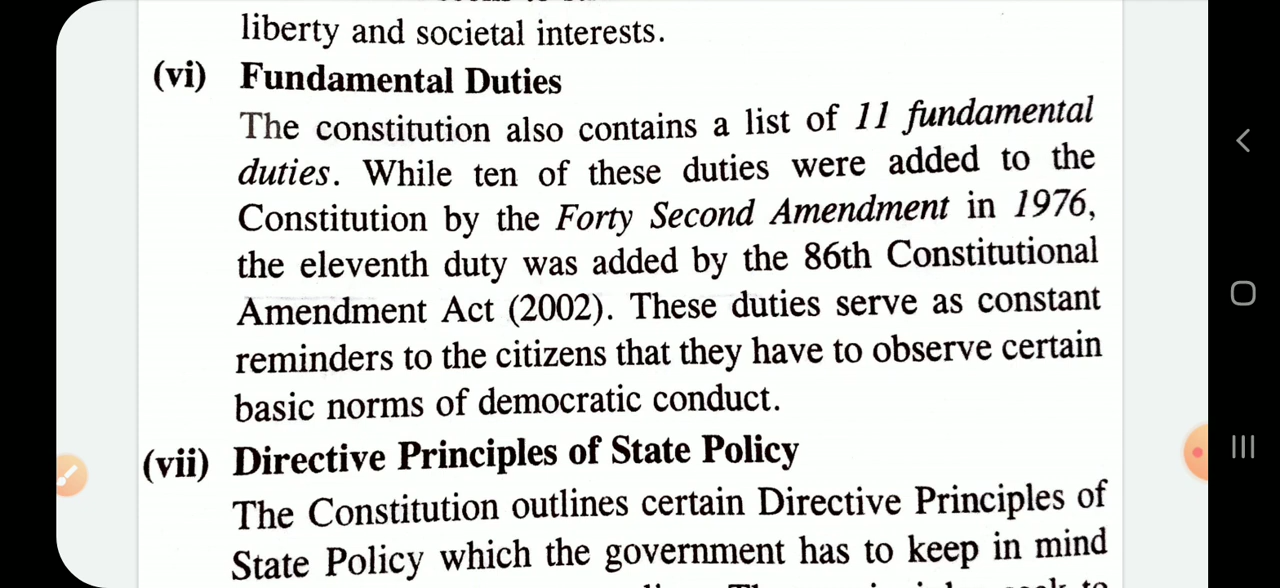 liberty and societal interests.
(vi) Fundamental Duties
The constitution also contains a list of 11 fundamental
duties. While ten of these duties were added to the
Constitution by the Forty Second Amendment in 1976,
the eleventh duty was added by the 86th Constitutional
Amendment Act (2002). These duties serve as constant
reminders to the citizens that they have to observe certain
basic norms of democratic conduct.
(vii) Directive Principles of State Policy
The Constitution outlines certain Directive Principles of
State Policy which the government has to keep in mind